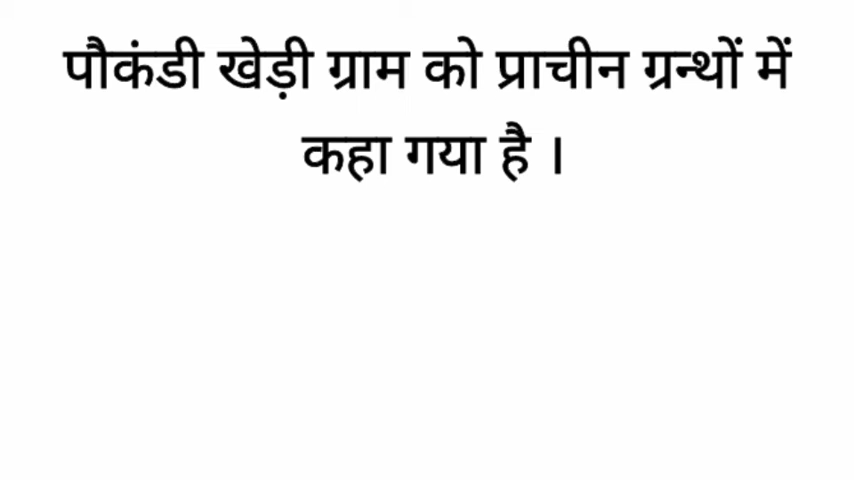 पौकंडी खेड़ी ग्राम को प्राचीन ग्रन्थों में
कहा गया है ।